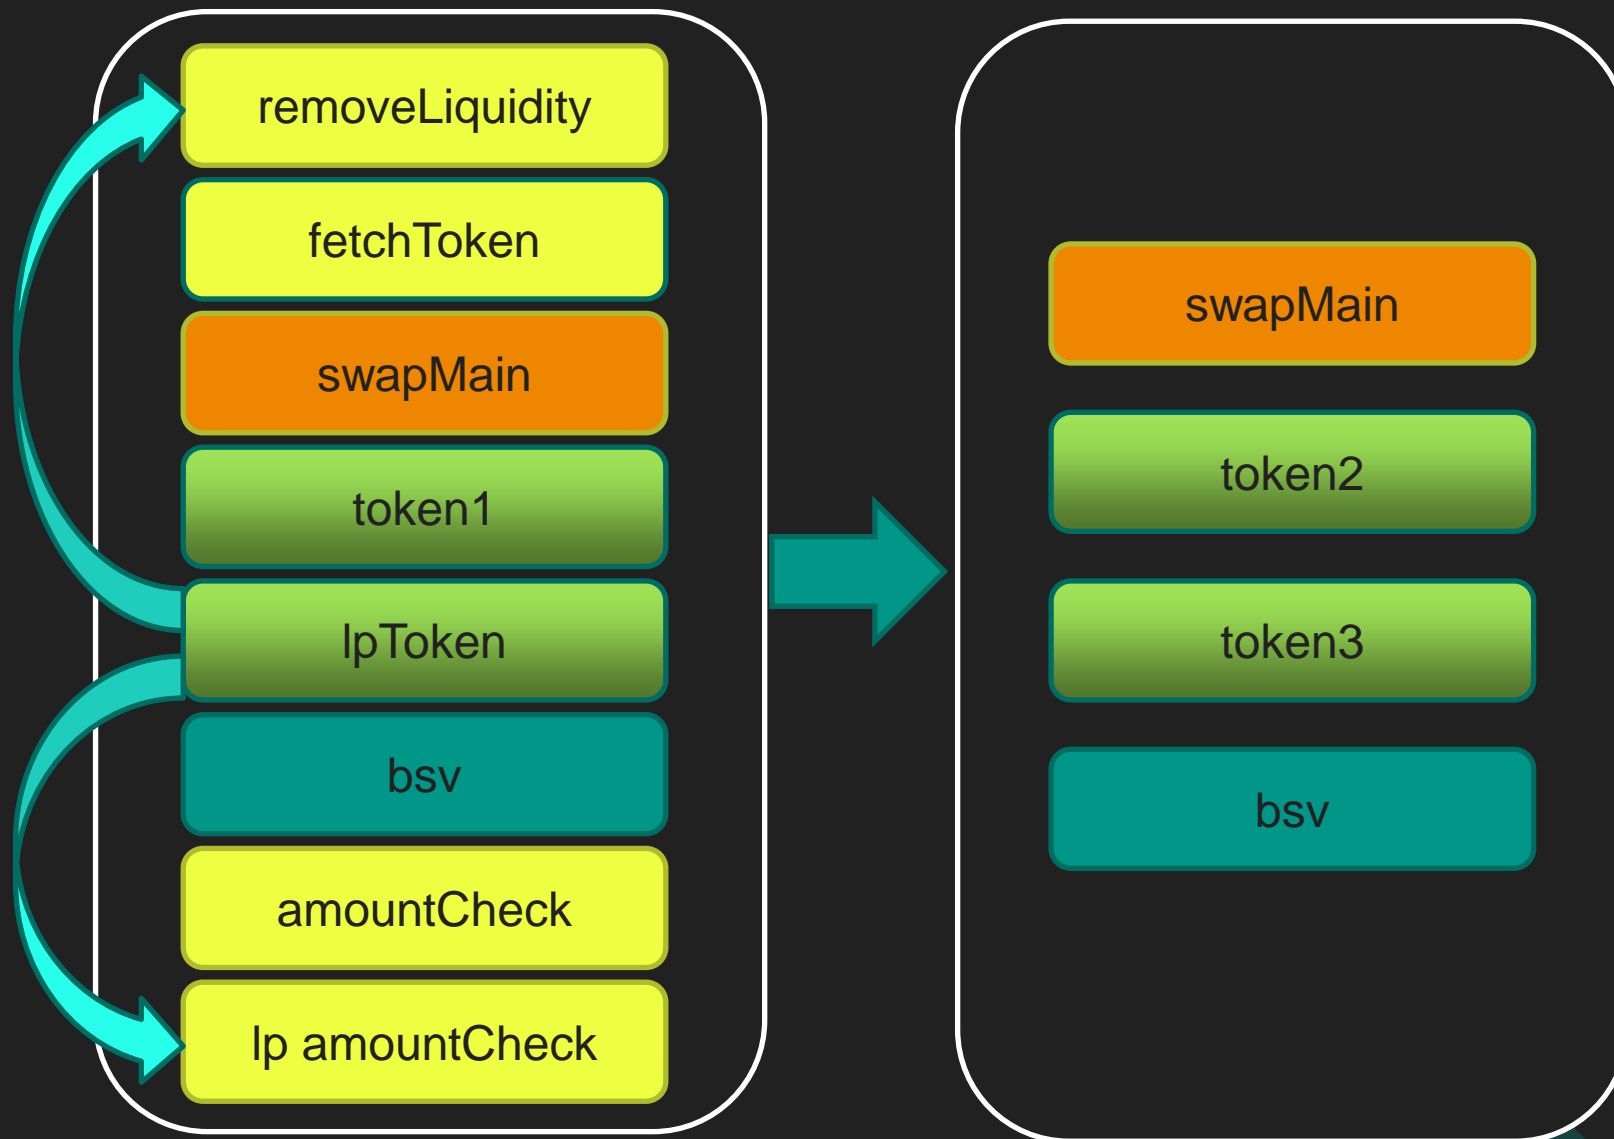 removeLiquidity
fetchToken
swapMain
token1
lpToken
bsv
amountCheck
lp amountCheck
swapMain
token2
token3
bsv